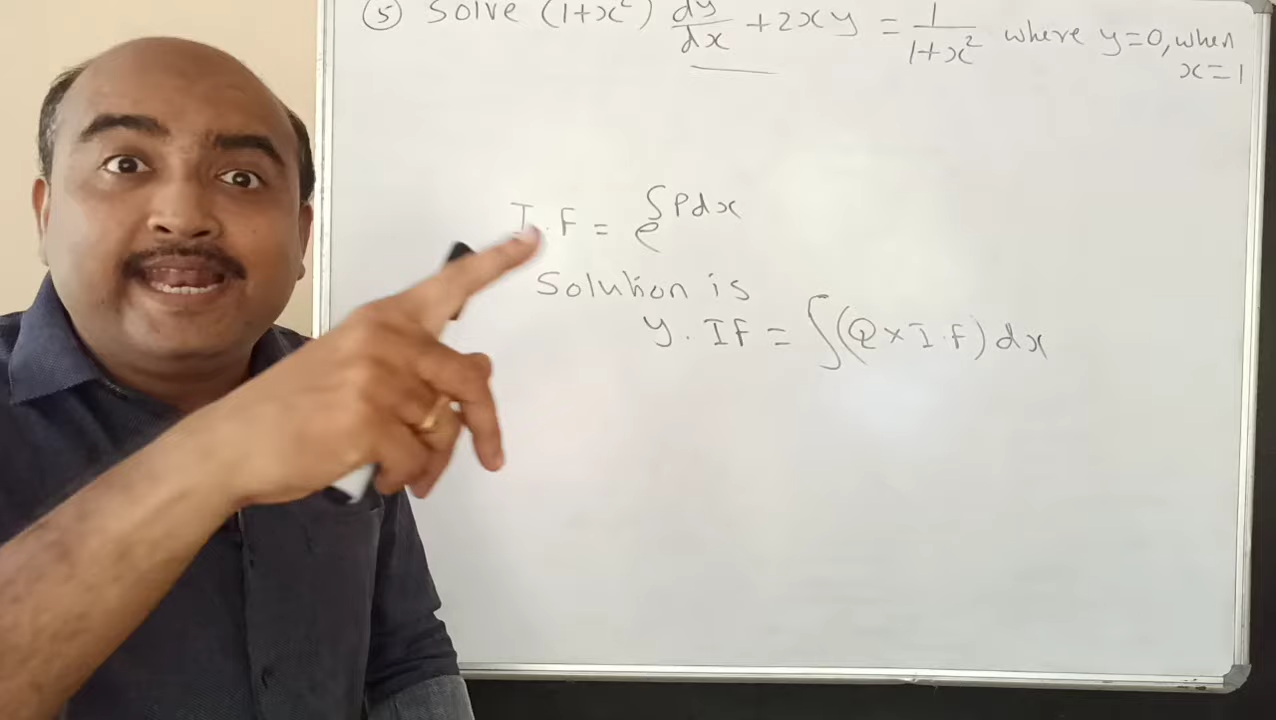 ⑤ Solve (1+x²) dy/dx + 2xy = 1/(1+x²) where y=0, when x=1
I.F = e^∫Pdx
Solution is
y. IF = ∫(Q×I.F) dx